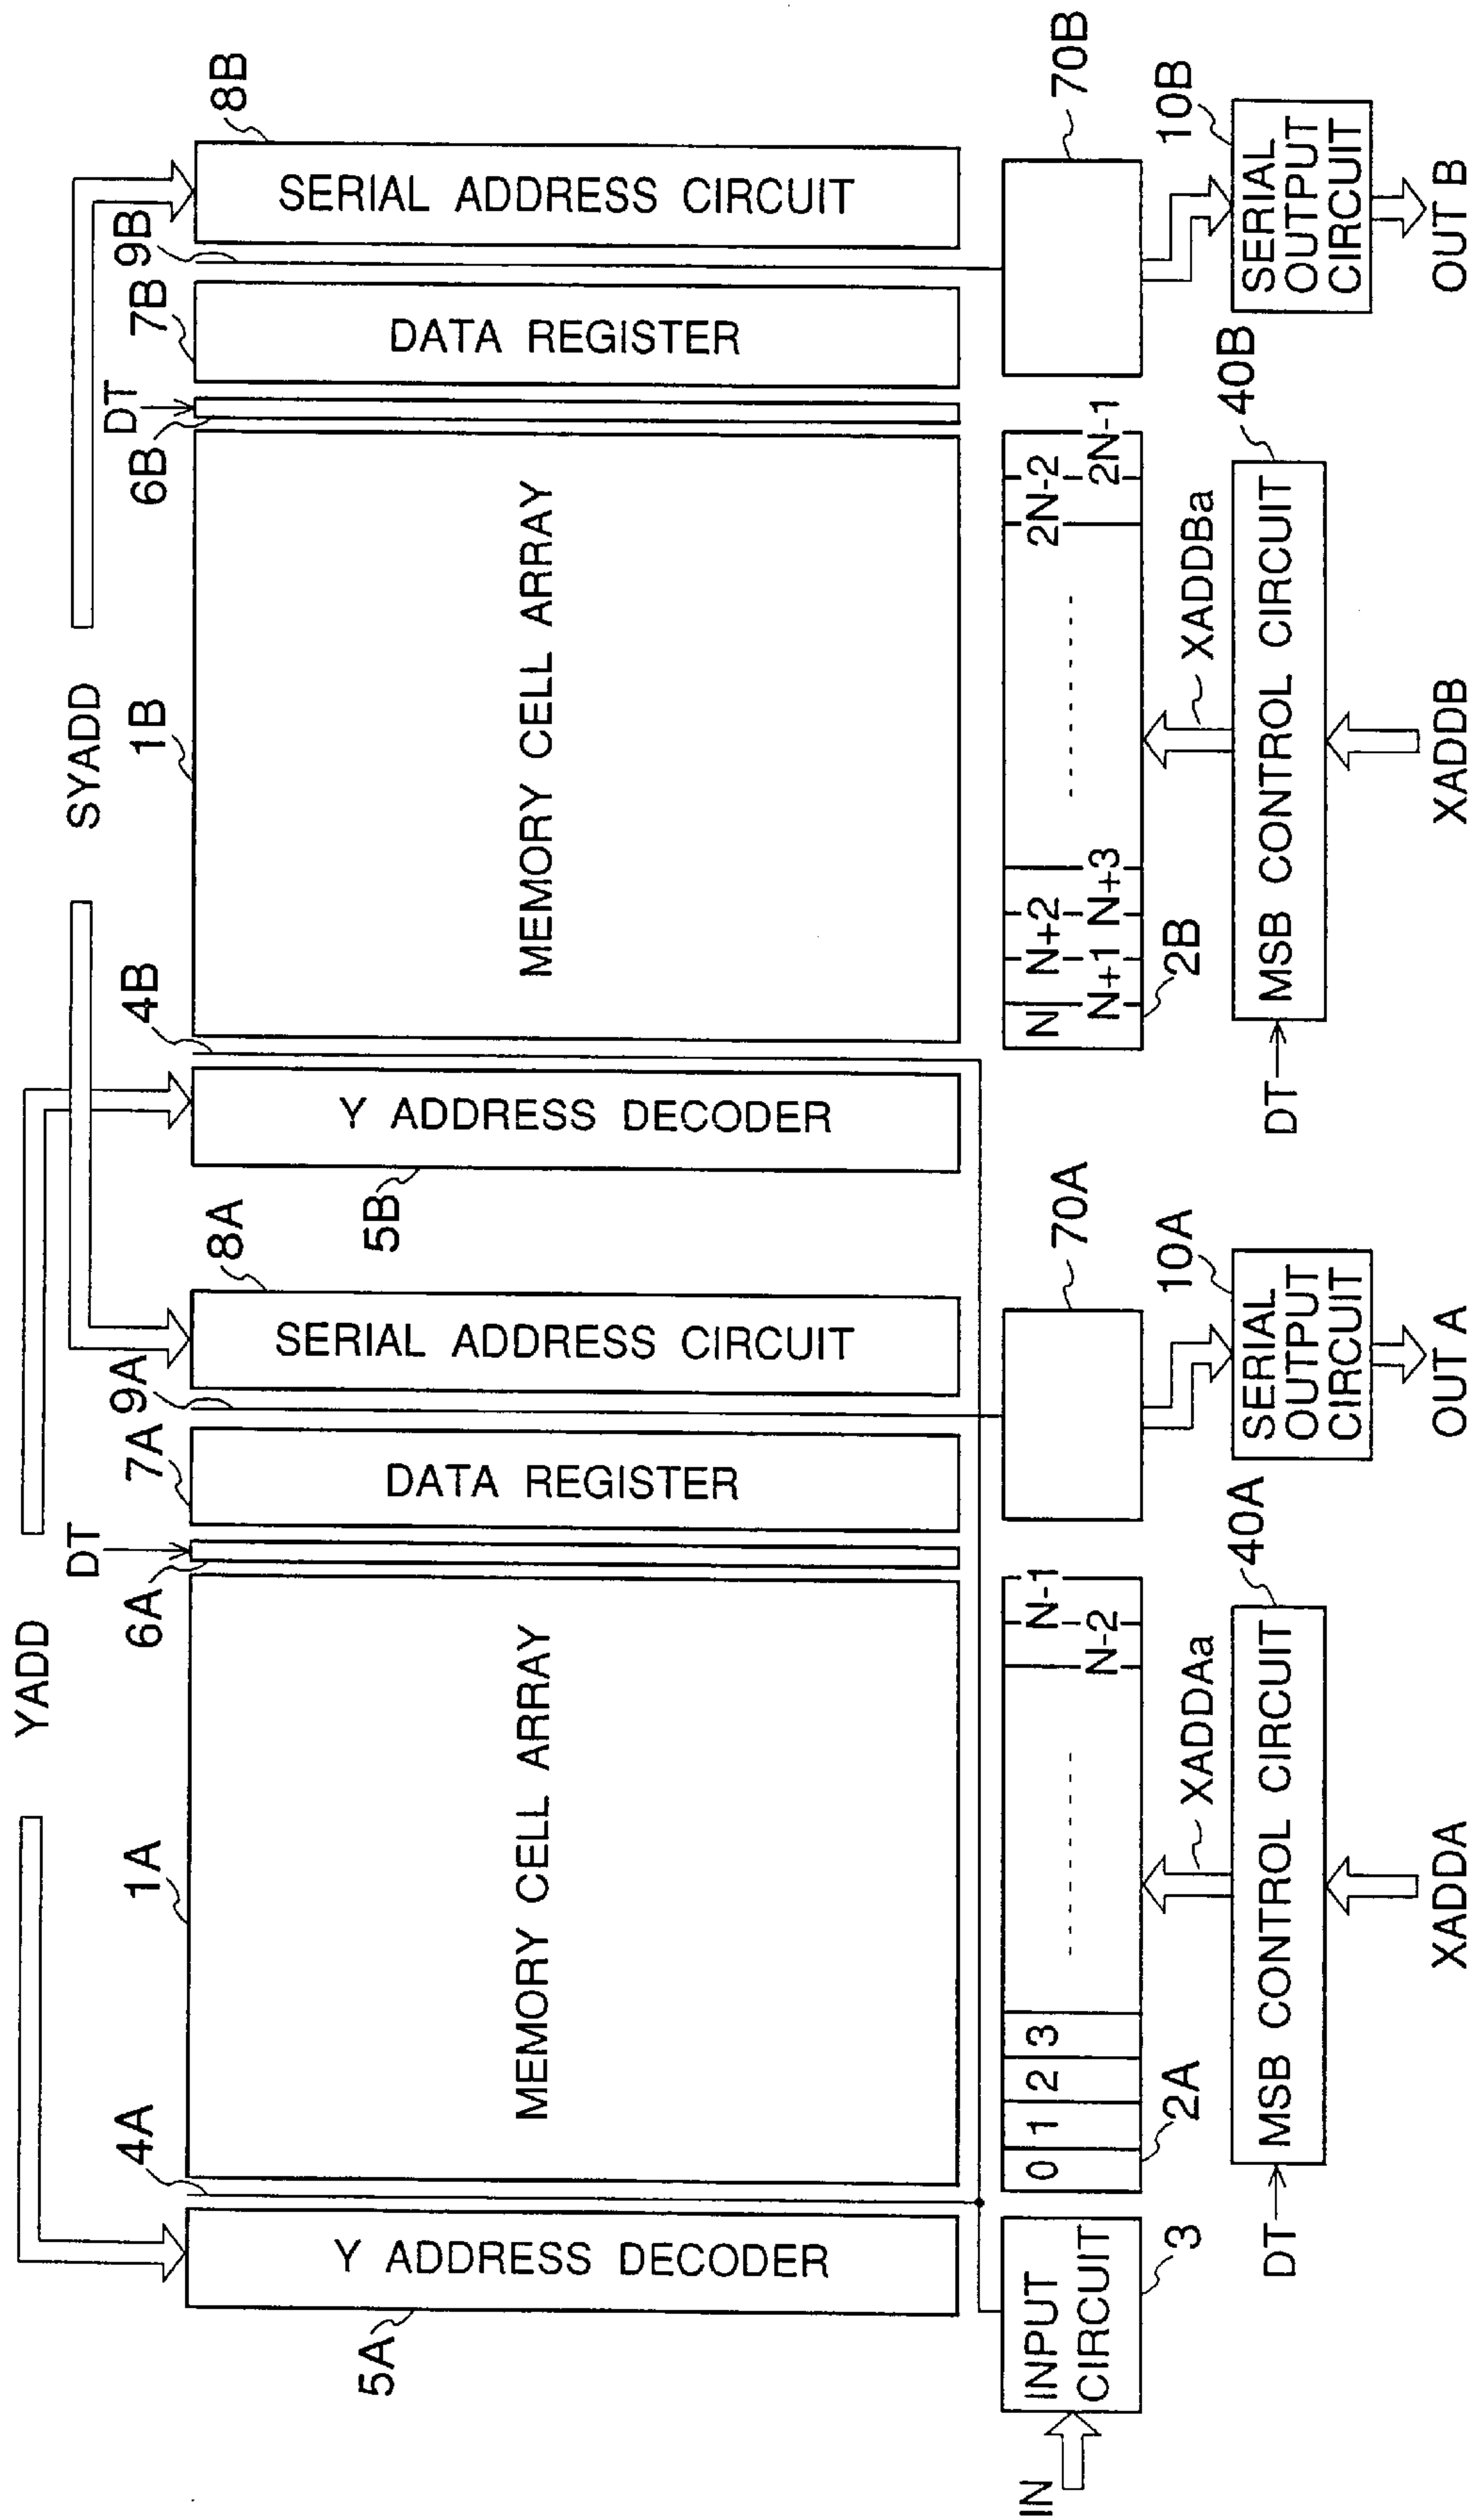 YADD
SYADD
1A
4A
DT
6A
7A
9A
8A
4B
1B
DT
6B
7B
9B
8B
5A
Y ADDRESS DECODER
MEMORY CELL ARRAY
DATA REGISTER
SERIAL ADDRESS CIRCUIT
5B
Y ADDRESS DECODER
MEMORY CELL ARRAY
DATA REGISTER
SERIAL ADDRESS CIRCUIT
IN
INPUT
CIRCUIT
3
0 1 2 3
N-2
N-1
2A
70A
N
N+1
N+2
N+3
2N-2
2N-1
2B
70B
XADDAa
40A
10A
XADDBa
40B
10B
DT
MSB CONTROL CIRCUIT
SERIAL
OUTPUT
CIRCUIT
DT
MSB CONTROL CIRCUIT
SERIAL
OUTPUT
CIRCUIT
XADDA
OUT A
XADDB
OUT B